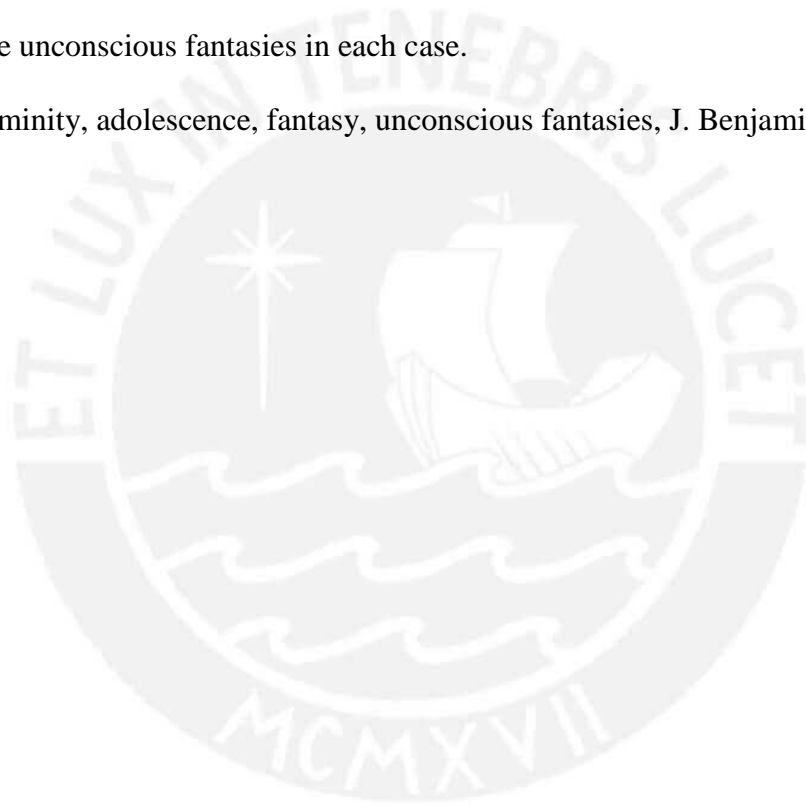 e unconscious fantasies in each case.
minity, adolescence, fantasy, unconscious fantasies, J. Benjami
ET LUX IN TENEBRIS LUCET
MCMXVII